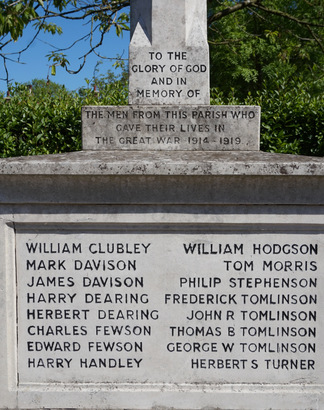 TO THE
GLORY OF GOD
AND IN
MEMORY OF
THE MEN FROM THIS PARISH WHO
GAVE THEIR LIVES IN
THE GREAT WAR 1914-1919.
WILLIAM CLUBLEY
MARK DAVISON
JAMES DAVISON
HARRY DEARING
HERBERT DEARING
CHARLES FEWSON
EDWARD FEWSON
HARRY HANDLEY
WILLIAM HODGSON
TOM MORRIS
PHILIP STEPHENSON
FREDERICK TOMLINSON
JOHN R TOMLINSON
THOMAS B TOMLINSON
GEORGE W TOMLINSON
HERBERT S TURNER